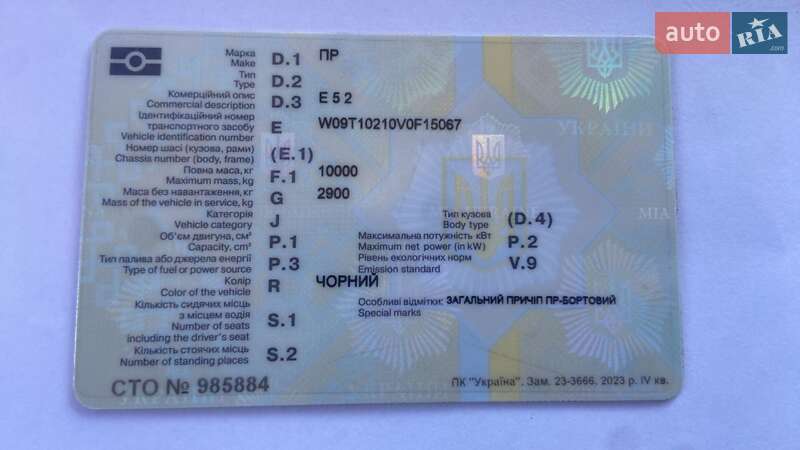 auto RIA.com
УКРАЇНИ
МІА
Марка
Make D.1 ПР
Тип
Type D.2
Комерційний опис
Commercial description D.3 Е 5 2
Ідентифікаційний номер
транспортного засобу
Vehicle identification number E W09T10210V0F15067
Номер шасі (кузова, рами)
Chassis number (body, frame) (E.1)
Повна маса, кг
Maximum mass, kg F.1 10000
Маса без навантаження, кг
Mass of the vehicle in service, kg G 2900
Категорія
Vehicle category J
Тип кузова
Body type (D.4)
Об'єм двигуна, см³
Capacity, cm³ P.1
Максимальна потужність кВт
Maximum net power (in kW) P.2
Тип палива або джерела енергії
Type of fuel or power source P.3
Рівень екологічних норм
Emission standard V.9
Колір
Color of the vehicle R ЧОРНИЙ
Особливі відмітки: ЗАГАЛЬНИЙ ПРИЧІП ПР-БОРТОВИЙ
Special marks
Кількість сидячих місць
з місцем водія
Number of seats
including the driver's seat S.1
Кількість стоячих місць
Number of standing places S.2
СТО № 985884
ПК "Україна". Зам. 23-3666. 2023 р. IV кв.